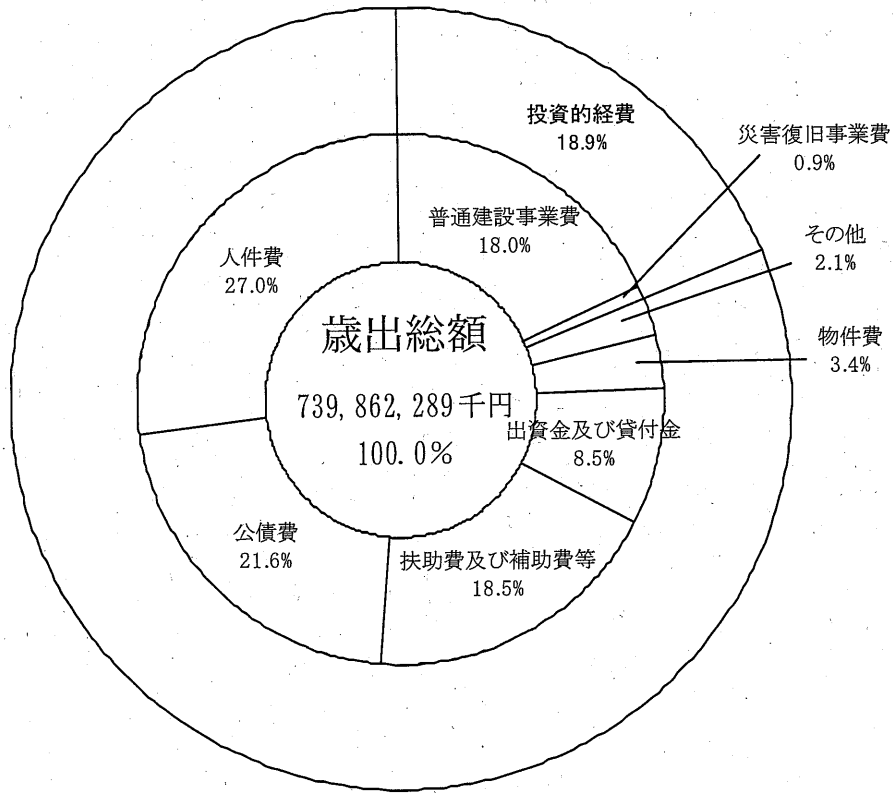 投資的経費
18.9%
災害復旧事業費
0.9%
普通建設事業費
18.0%
その他
2.1%
人件費
27.0%
物件費
3.4%
歳出総額
739,862,289千円
100.0%
出資金及び貸付金
8.5%
公債費
21.6%
扶助費及び補助費等
18.5%